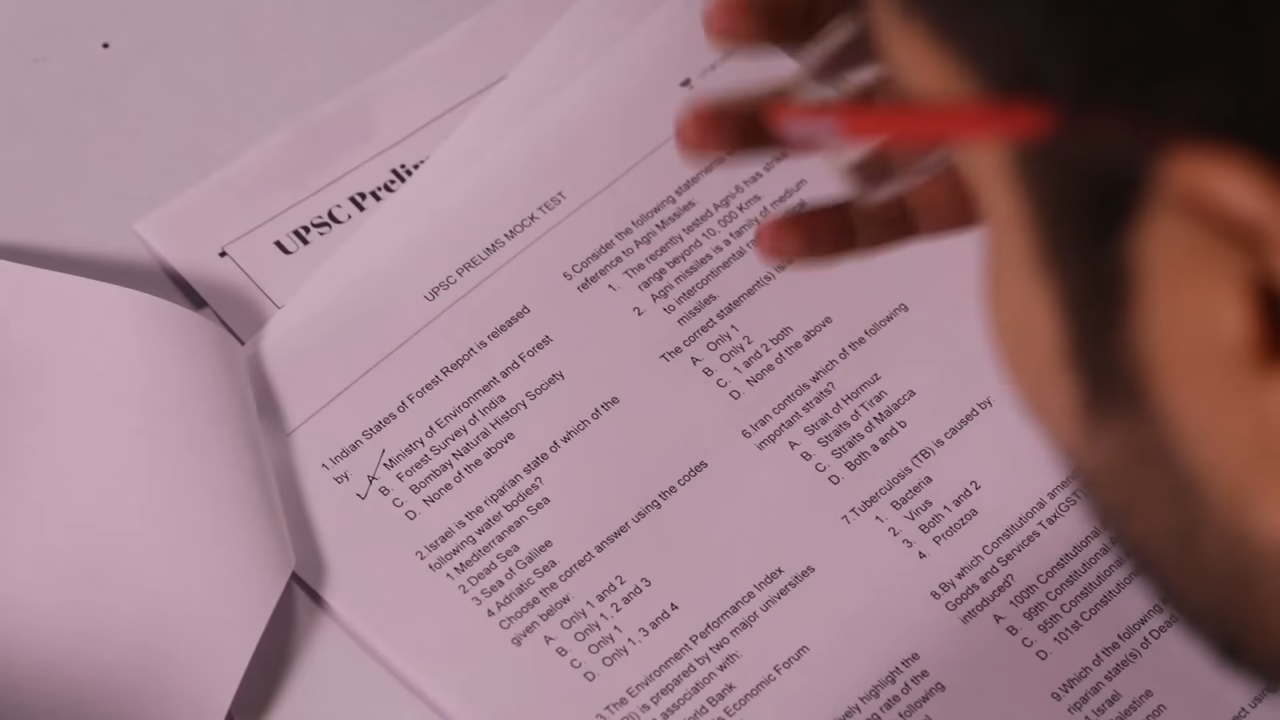 UPSC Prelim
UPSC PRELIMS MOCK TEST
1.Indian States of Forest Report is released
by:
A. Ministry of Environment and Forest
B. Forest Survey of India
C. Bombay Natural History Society
D. None of the above
2.Israel is the riparian state of which of the
following water bodies?
1.Mediterranean Sea
2.Dead Sea
3.Sea of Galilee
4.Adriatic Sea
Choose the correct answer using the codes
given below:
A. Only 1 and 2
B. Only 1, 2 and 3
C. Only 1
D. Only 1, 3 and 4
3.The Environment Performance Index
is prepared by two major universities
association with:
Bank
Economic Forum
highlight the
rate of the
following
5.Consider the following statements
reference to Agni Missiles:
1. The recently tested Agni-6 has
range beyond 10, 000 Kms.
2. Agni missiles is a family of medium
to intercontinental
missiles.
The correct statement(s)
A. Only 1
B. Only 2
C. 1 and 2 both
D. None of the above
6.Iran controls which of the following
important straits?
A. Strait of Hormuz
B. Straits of Tiran
C. Straits of Malacca
D. Both a and b
7.Tuberculosis (TB) is caused by:
1. Bacteria
2. Virus
3. Both 1 and 2
4. Protozoa
8.By which Constitutional
Goods and Services Tax(GST)
introduced?
A. 100th Constitutional
B. 99th Constitutional
C. 95th Constitutional
D. 101st Constitution
9.Which of the following
riparian state(s) of Dead
Israel